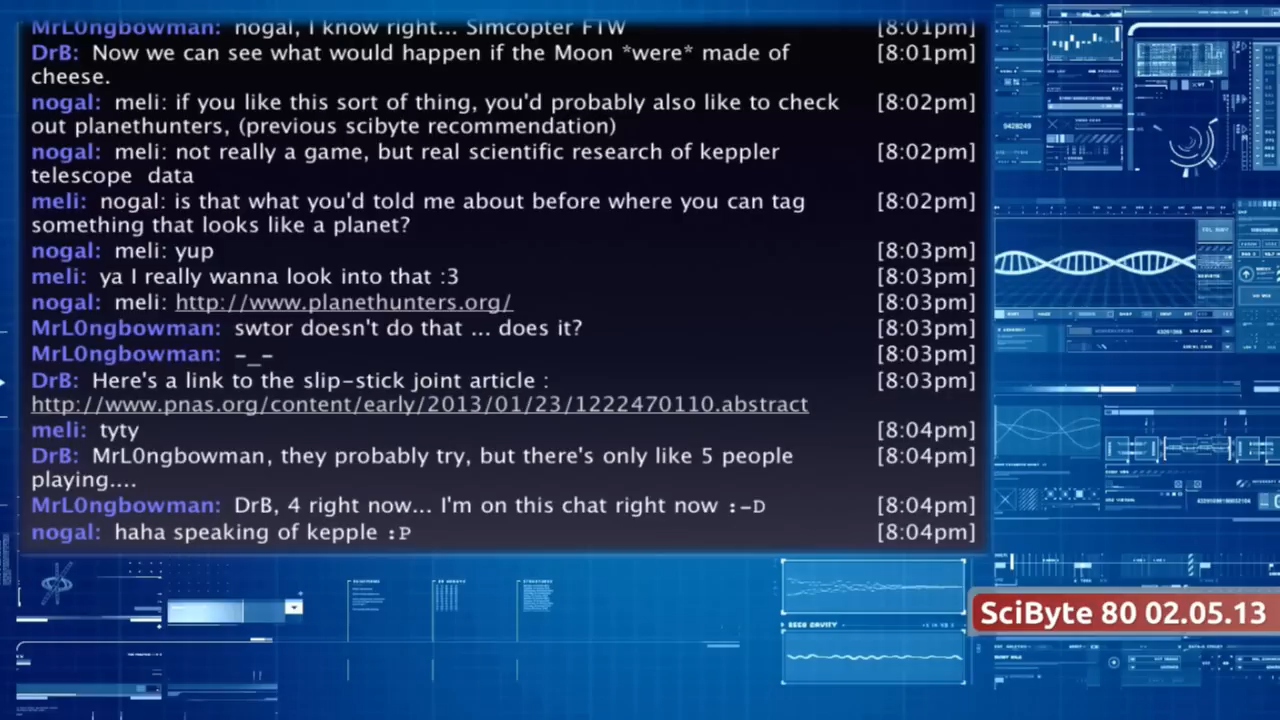 MrL0ngbowman: nogal, I know right... Simcopter FTW [8:01pm]
DrB: Now we can see what would happen if the Moon *were* made of [8:01pm]
cheese.
nogal: meli: if you like this sort of thing, you'd probably also like to check [8:02pm]
out planethunters, (previous scibyte recommendation)
nogal: meli: not really a game, but real scientific research of keppler [8:02pm]
telescope data
meli: nogal: is that what you'd told me about before where you can tag [8:02pm]
something that looks like a planet?
nogal: meli: yup [8:03pm]
meli: ya I really wanna look into that :3 [8:03pm]
nogal: meli: http://www.planethunters.org/ [8:03pm]
MrL0ngbowman: swtor doesn't do that ... does it? [8:03pm]
MrL0ngbowman: -_- [8:03pm]
DrB: Here's a link to the slip-stick joint article : [8:03pm]
http://www.pnas.org/content/early/2013/01/23/1222470110.abstract
meli: tyty [8:04pm]
DrB: MrL0ngbowman, they probably try, but there's only like 5 people [8:04pm]
playing....
MrL0ngbowman: DrB, 4 right now... I'm on this chat right now :-D [8:04pm]
nogal: haha speaking of kepple :P [8:04pm]
9428249
SciByte 80 02.05.13